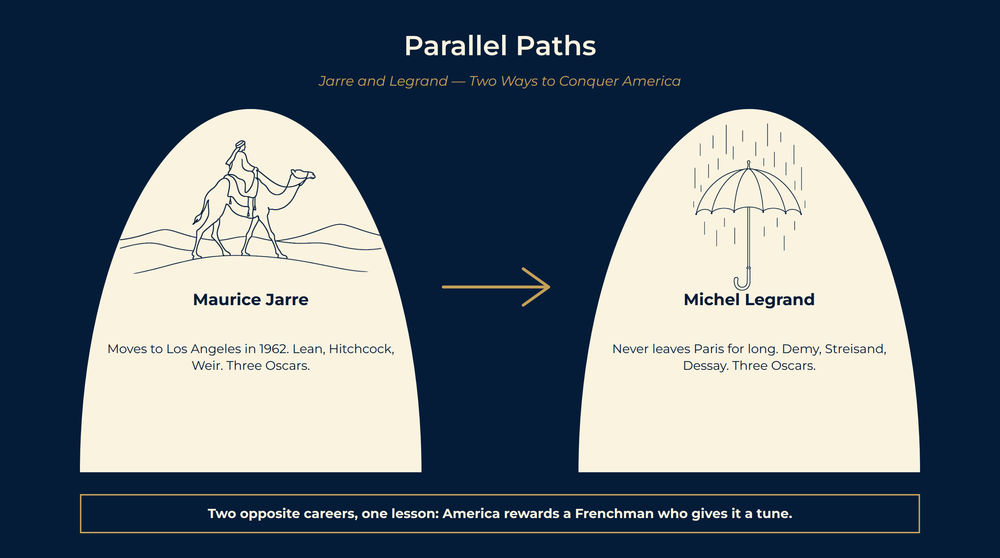 Parallel Paths
Jarre and Legrand — Two Ways to Conquer America
Maurice Jarre
Moves to Los Angeles in 1962. Lean, Hitchcock,
Weir. Three Oscars.
Michel Legrand
Never leaves Paris for long. Demy, Streisand,
Dessay. Three Oscars.
Two opposite careers, one lesson: America rewards a Frenchman who gives it a tune.